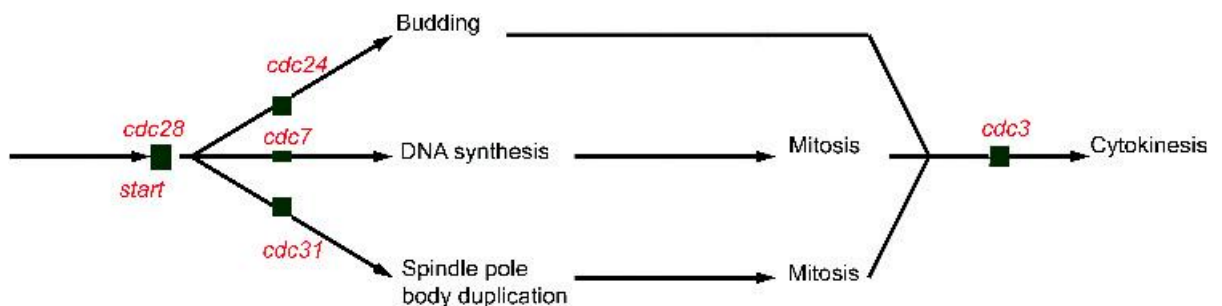 Budding
cdc24
cdc28
cdc7
cdc3
DNA synthesis
Mitosis
Cytokinesis
start
cdc31
Spindle pole
body duplication
Mitosis